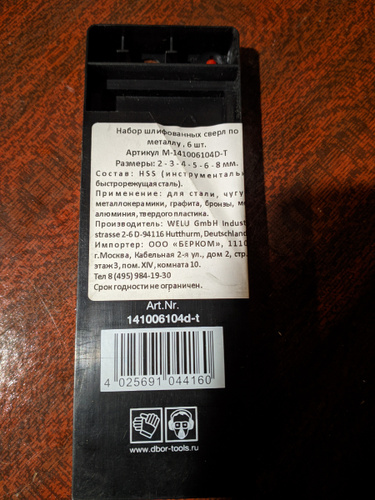 Набор шлифованных сверл по
металлу , 6 шт.
Артикул M-141006104D-T
Размеры: 2 - 3 - 4 - 5 - 6 - 8 мм.
Состав: HSS (инструментальн
быстрорежущая сталь).
Применение: для стали, чугу
металлокерамики, графита, бронзы, ме
алюминия, твердого пластика.
Производитель: WELU GmbH Indust
strasse 2-6 D-94116 Hutthurm, Deutschland
Импортер: ООО «БЕРКОМ», 1110
г.Москва, Кабельная 2-я ул., дом 2, стр.
этаж3, пом. XIV, комната 10.
Тел 8 (495) 984-19-30
Срок годности не ограничен.
Art.Nr.
141006104d-t
4 025691 044160
www.dbor-tools.ru